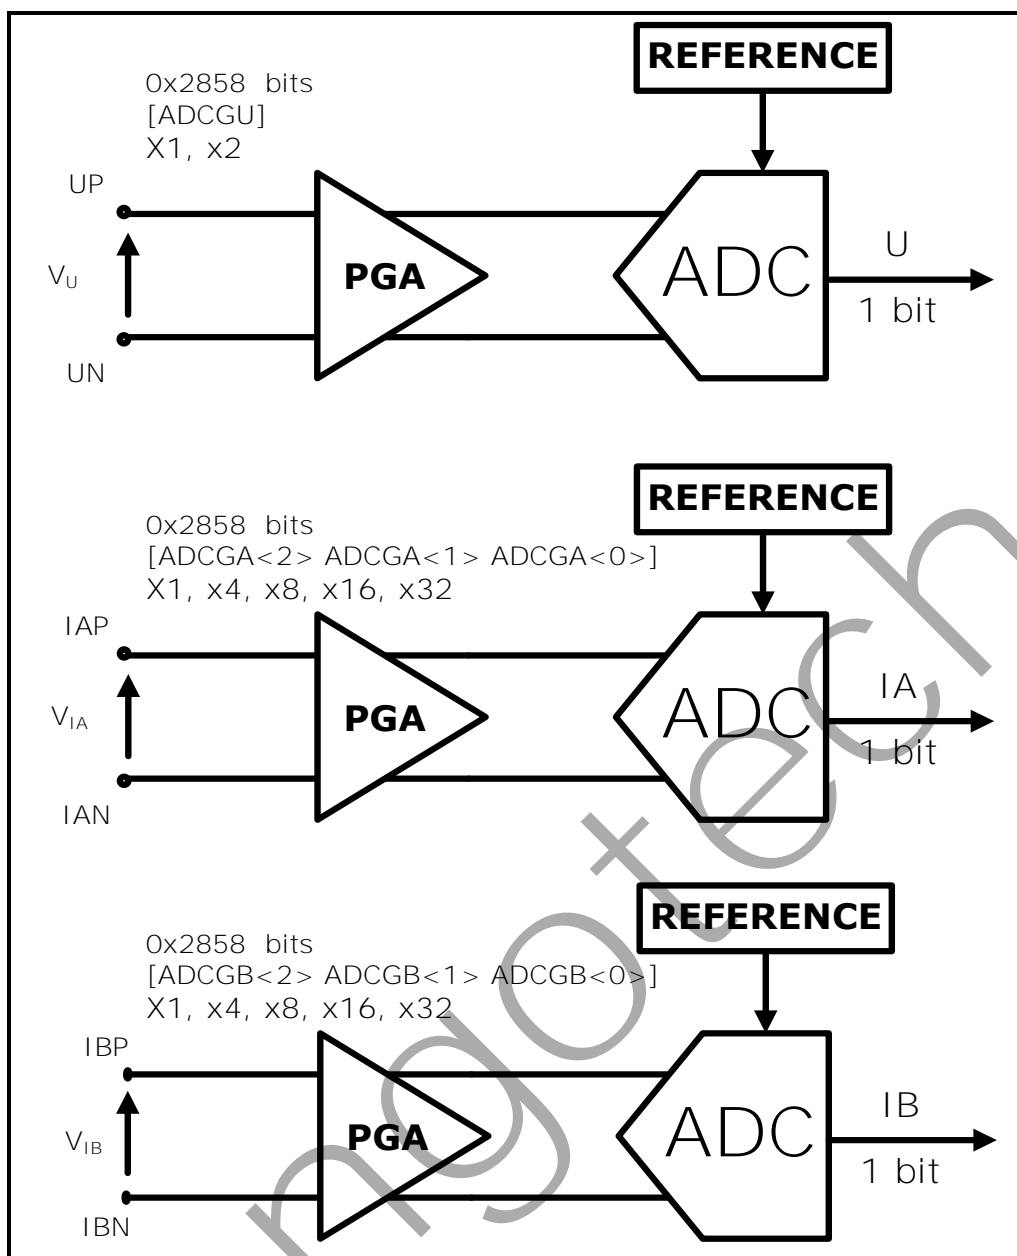 REFERENCE
0x2858 bits
[ADCGU]
X1, x2
UP
VU
UN
PGA
ADC
U
1 bit
REFERENCE
0x2858 bits
[ADCGA<2> ADCGA<1> ADCGA<0>]
X1, x4, x8, x16, x32
IAP
VIA
IAN
PGA
ADC
IA
1 bit
REFERENCE
0x2858 bits
[ADCGB<2> ADCGB<1> ADCGB<0>]
X1, x4, x8, x16, x32
IBP
VIB
IBN
PGA
ADC
IB
1 bit
ngotech